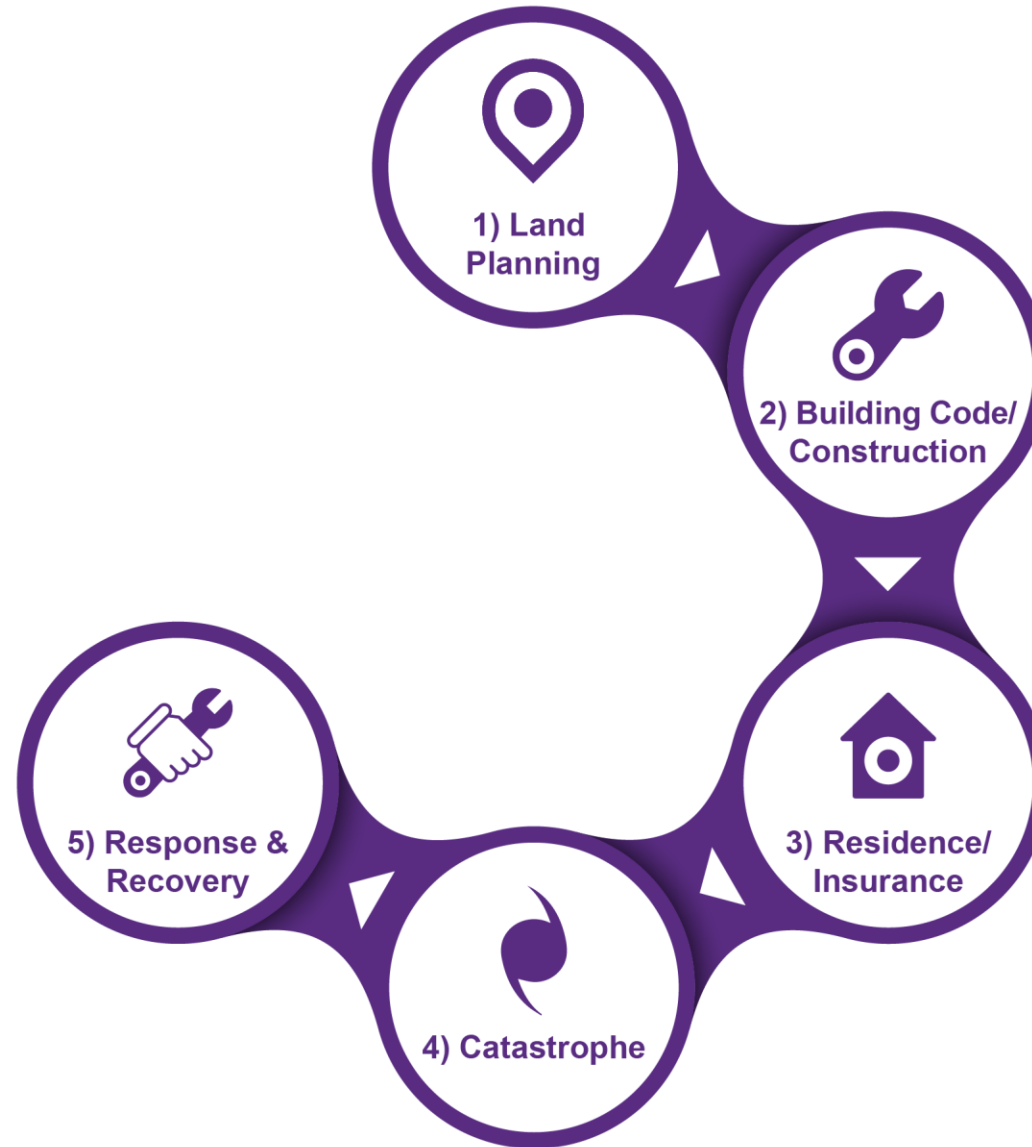 1) Land
Planning
2) Building Code/
Construction
3) Residence/
Insurance
4) Catastrophe
5) Response &
Recovery